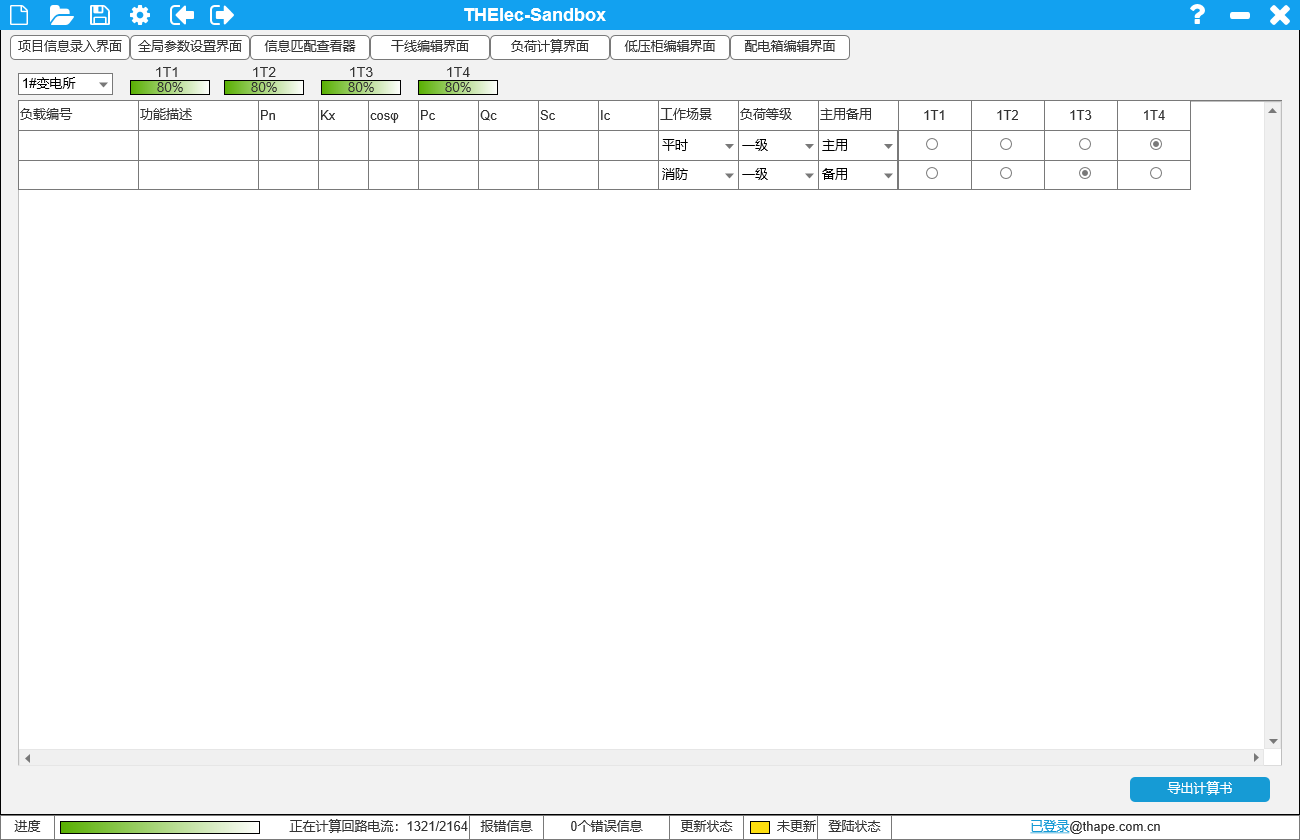 THElec-Sandbox
项目信息录入界面 全局参数设置界面 信息匹配查看器 干线编辑界面 负荷计算界面 低压柜编辑界面 配电箱编辑界面
1T1 1T2 1T3 1T4
1#变电所 80% 80% 80% 80%
负载编号 功能描述 Pn Kx cosφ Pc Qc Sc Ic 工作场景 负荷等级 主用备用 1T1 1T2 1T3 1T4
平时 一级 主用
消防 一级 备用
导出计算书
进度 正在计算回路电流：1321/2164 报错信息 0个错误信息 更新状态 未更新 登陆状态 已登录@thape.com.cn